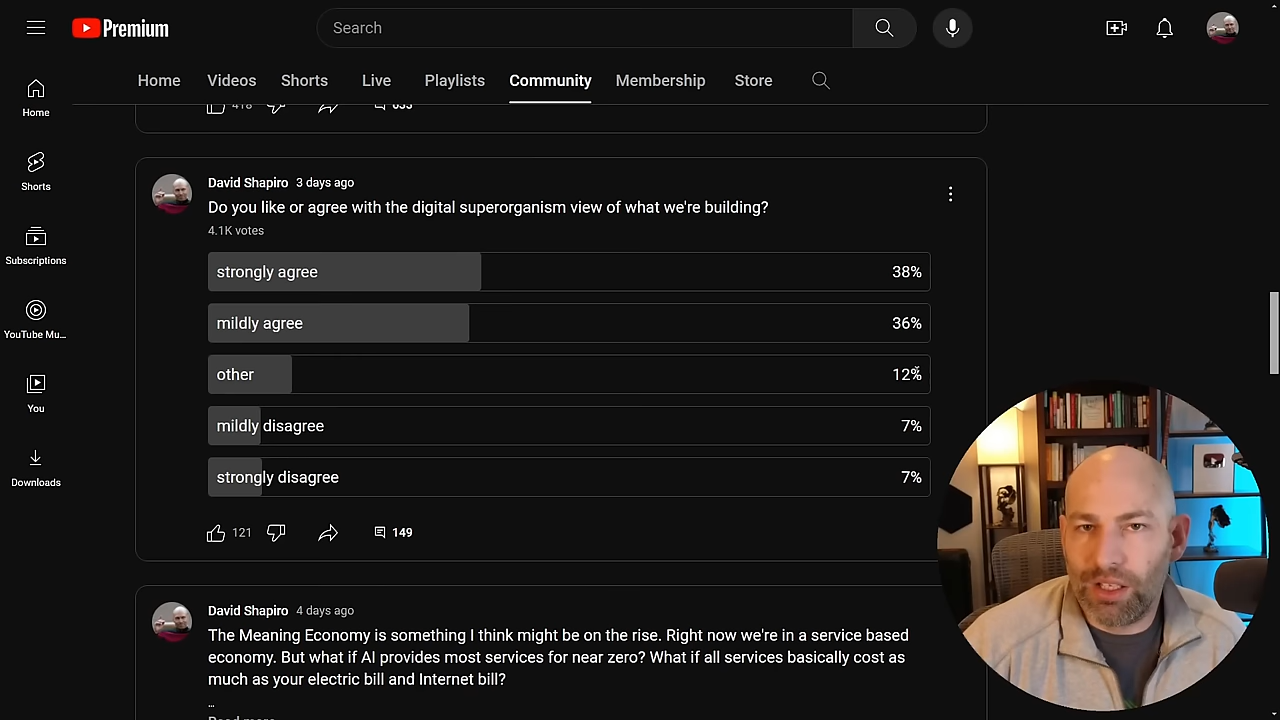 Premium
Search
Home
Videos
Shorts
Live
Playlists
Community
Membership
Store
Home
Shorts
Subscriptions
YouTube Mu...
You
Downloads
418
633
David Shapiro 3 days ago
Do you like or agree with the digital superorganism view of what we're building?
4.1K votes
strongly agree 38%
mildly agree 36%
other 12%
mildly disagree 7%
strongly disagree 7%
121
149
David Shapiro 4 days ago
The Meaning Economy is something I think might be on the rise. Right now we're in a service based
economy. But what if AI provides most services for near zero? What if all services basically cost as
much as your electric bill and Internet bill?
...
Read more